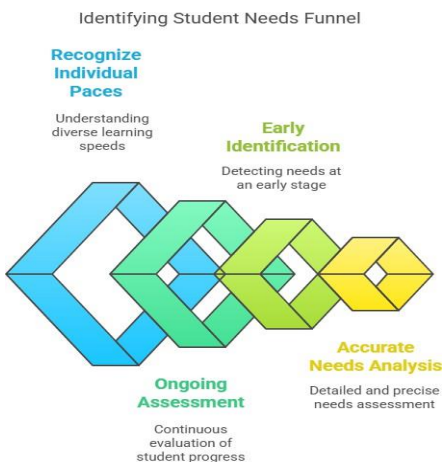 Identifying Student Needs Funnel
Recognize
Individual
Paces
Understanding
diverse learning
speeds
Early
Identification
Detecting needs at
an early stage
Ongoing
Assessment
Continuous
evaluation of
student progress
Accurate
Needs Analysis
Detailed and precise
needs assessment